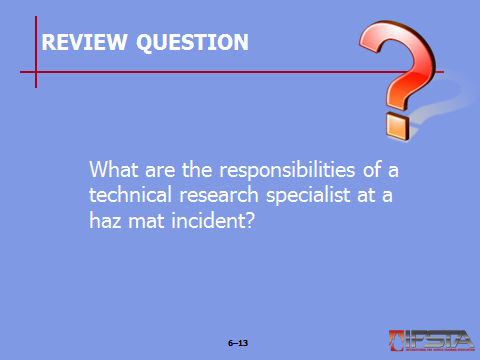 REVIEW QUESTION
What are the responsibilities of a
technical research specialist at a
haz mat incident?
6–13
IFSTA